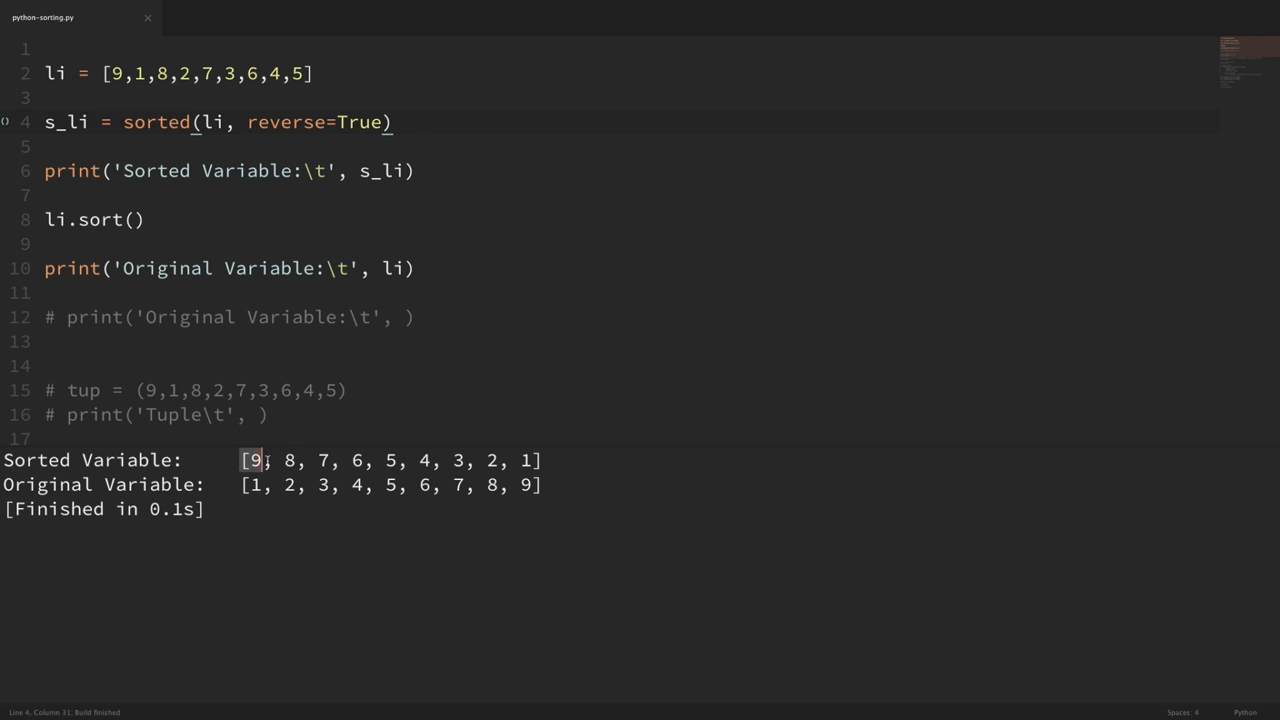 python-sorting.py ×
1
2 li = [9,1,8,2,7,3,6,4,5]
3
() 4 s_li = sorted(li, reverse=True)
5
6 print('Sorted Variable:\t', s_li)
7
8 li.sort()
9
10 print('Original Variable:\t', li)
11
12 # print('Original Variable:\t', )
13
14
15 # tup = (9,1,8,2,7,3,6,4,5)
16 # print('Tuple\t', )
17
Sorted Variable: [9, 8, 7, 6, 5, 4, 3, 2, 1]
Original Variable: [1, 2, 3, 4, 5, 6, 7, 8, 9]
[Finished in 0.1s]
Line 4, Column 31: Build finished Spaces: 4 Python